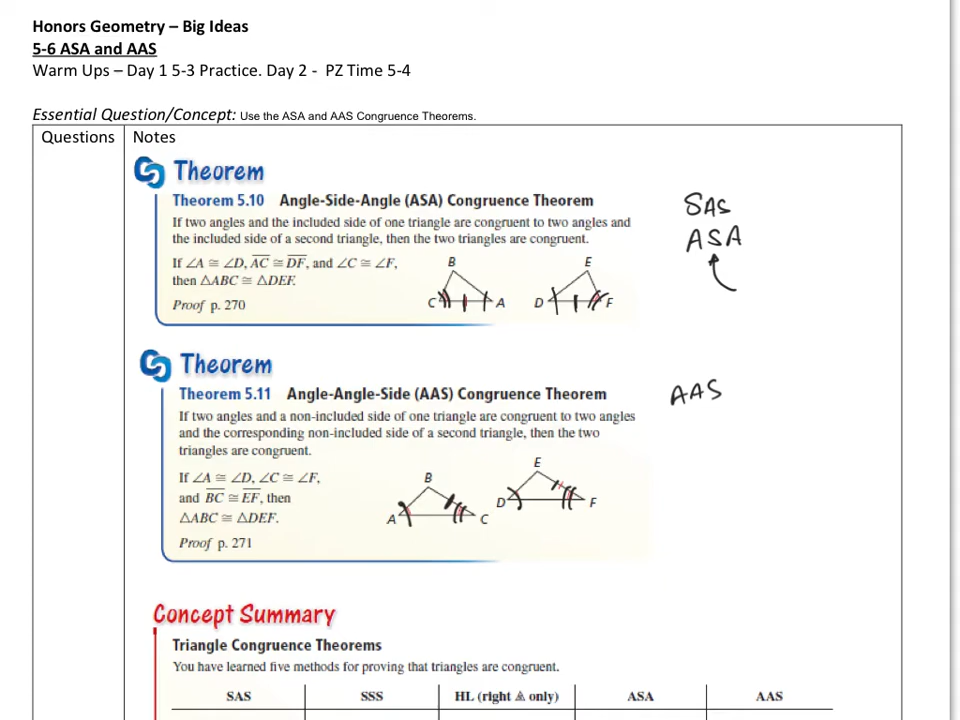 Honors Geometry – Big Ideas
5-6 ASA and AAS
Warm Ups – Day 1 5-3 Practice. Day 2 - PZ Time 5-4
Essential Question/Concept: Use the ASA and AAS Congruence Theorems.
Questions Notes
Theorem
Theorem 5.10 Angle-Side-Angle (ASA) Congruence Theorem
If two angles and the included side of one triangle are congruent to two angles and
the included side of a second triangle, then the two triangles are congruent.
If ∠A ≅ ∠D, A̅C̅ ≅ D̅F̅, and ∠C ≅ ∠F,
then △ABC ≅ △DEF.
Proof p. 270
B
C
A
E
D
F
SAS
ASA
Theorem
Theorem 5.11 Angle-Angle-Side (AAS) Congruence Theorem
If two angles and a non-included side of one triangle are congruent to two angles
and the corresponding non-included side of a second triangle, then the two
triangles are congruent.
If ∠A ≅ ∠D, ∠C ≅ ∠F,
and B̅C̅ ≅ E̅F̅, then
△ABC ≅ △DEF.
Proof p. 271
B
A
C
E
D
F
AAS
Concept Summary
Triangle Congruence Theorems
You have learned five methods for proving that triangles are congruent.
SAS SSS HL (right △ only) ASA AAS